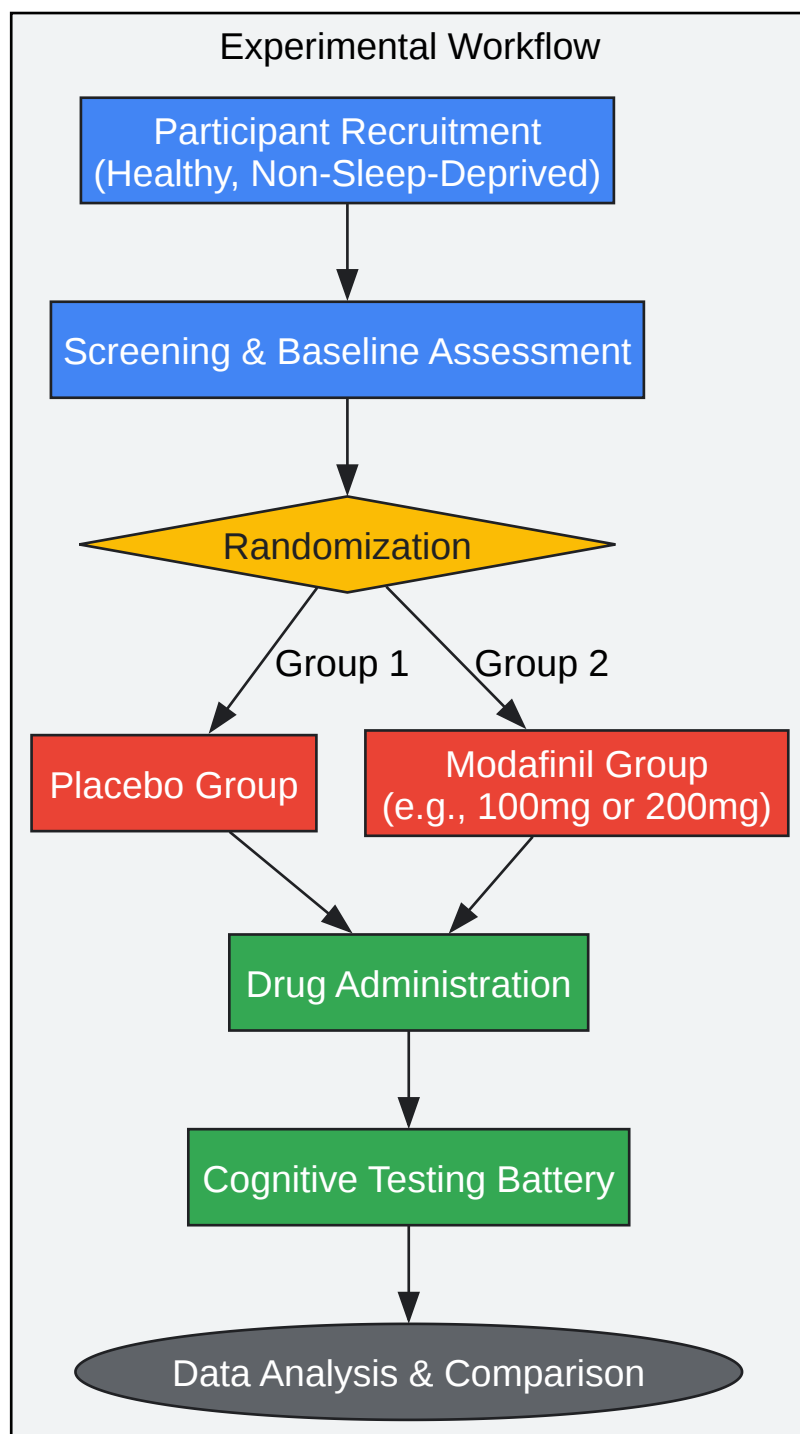 Experimental Workflow
Participant Recruitment
(Healthy, Non-Sleep-Deprived)
Screening & Baseline Assessment
Randomization
Group 1
Group 2
Placebo Group
Modafinil Group
(e.g., 100mg or 200mg)
Drug Administration
Cognitive Testing Battery
Data Analysis & Comparison